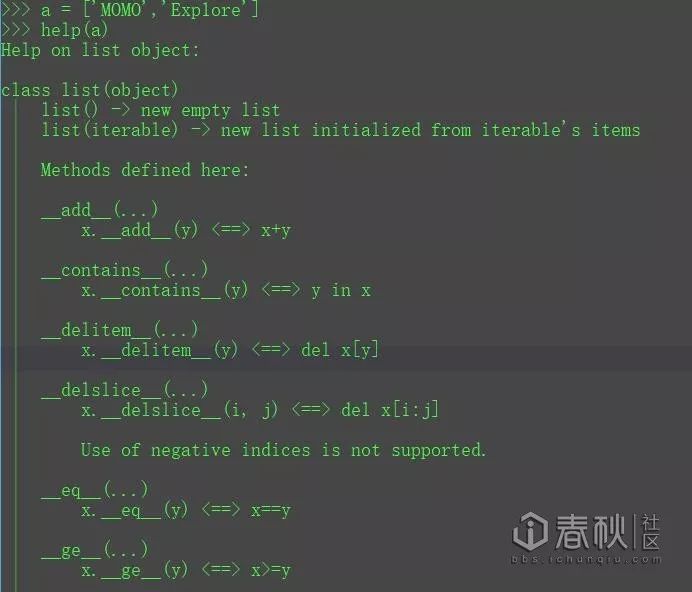 >>> a = ['MOMO','Explore']
>>> help(a)
Help on list object:
class list(object)
list() -> new empty list
list(iterable) -> new list initialized from iterable's items
Methods defined here:
__add__(...)
x.__add__(y) <==> x+y
__contains__(...)
x.__contains__(y) <==> y in x
__delitem__(...)
x.__delitem__(y) <==> del x[y]
__delslice__(...)
x.__delslice__(i, j) <==> del x[i:j]
Use of negative indices is not supported.
__eq__(...)
x.__eq__(y) <==> x==y
__ge__(...)
x.__ge__(y) <==> x>=y
春秋 社区
bbs.ichunqiu.com